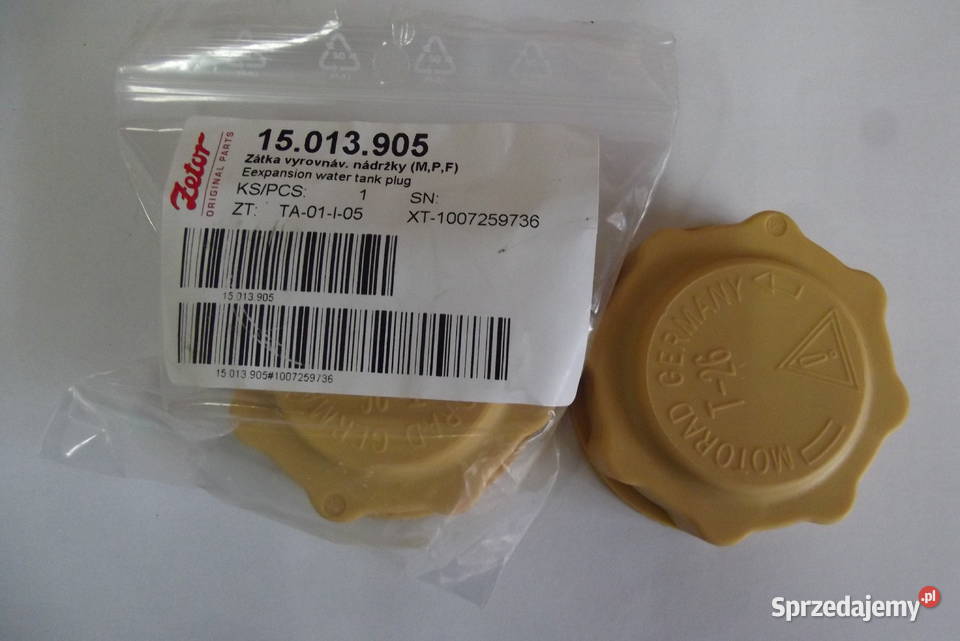 Zetor
ORIGINAL PARTS
15.013.905
Zátka vyrovnáv. nádržky (M,P,F)
Eexpansion water tank plug
KS/PCS: 1 SN:
ZT: TA-01-I-05 XT-1007259736
15.013.905
15.013.905#1007259736
MOTORAD GERMANY
T-26
GERMANY
Sprzedajemy.pl